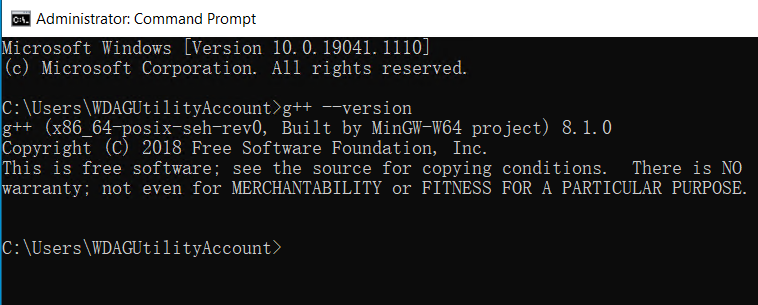 Administrator: Command Prompt
Microsoft Windows [Version 10.0.19041.1110]
(c) Microsoft Corporation. All rights reserved.
C:\Users\WDAGUtilityAccount>g++ --version
g++ (x86_64-posix-seh-rev0, Built by MinGW-W64 project) 8.1.0
Copyright (C) 2018 Free Software Foundation, Inc.
This is free software; see the source for copying conditions.  There is NO
warranty; not even for MERCHANTABILITY or FITNESS FOR A PARTICULAR PURPOSE.
C:\Users\WDAGUtilityAccount>